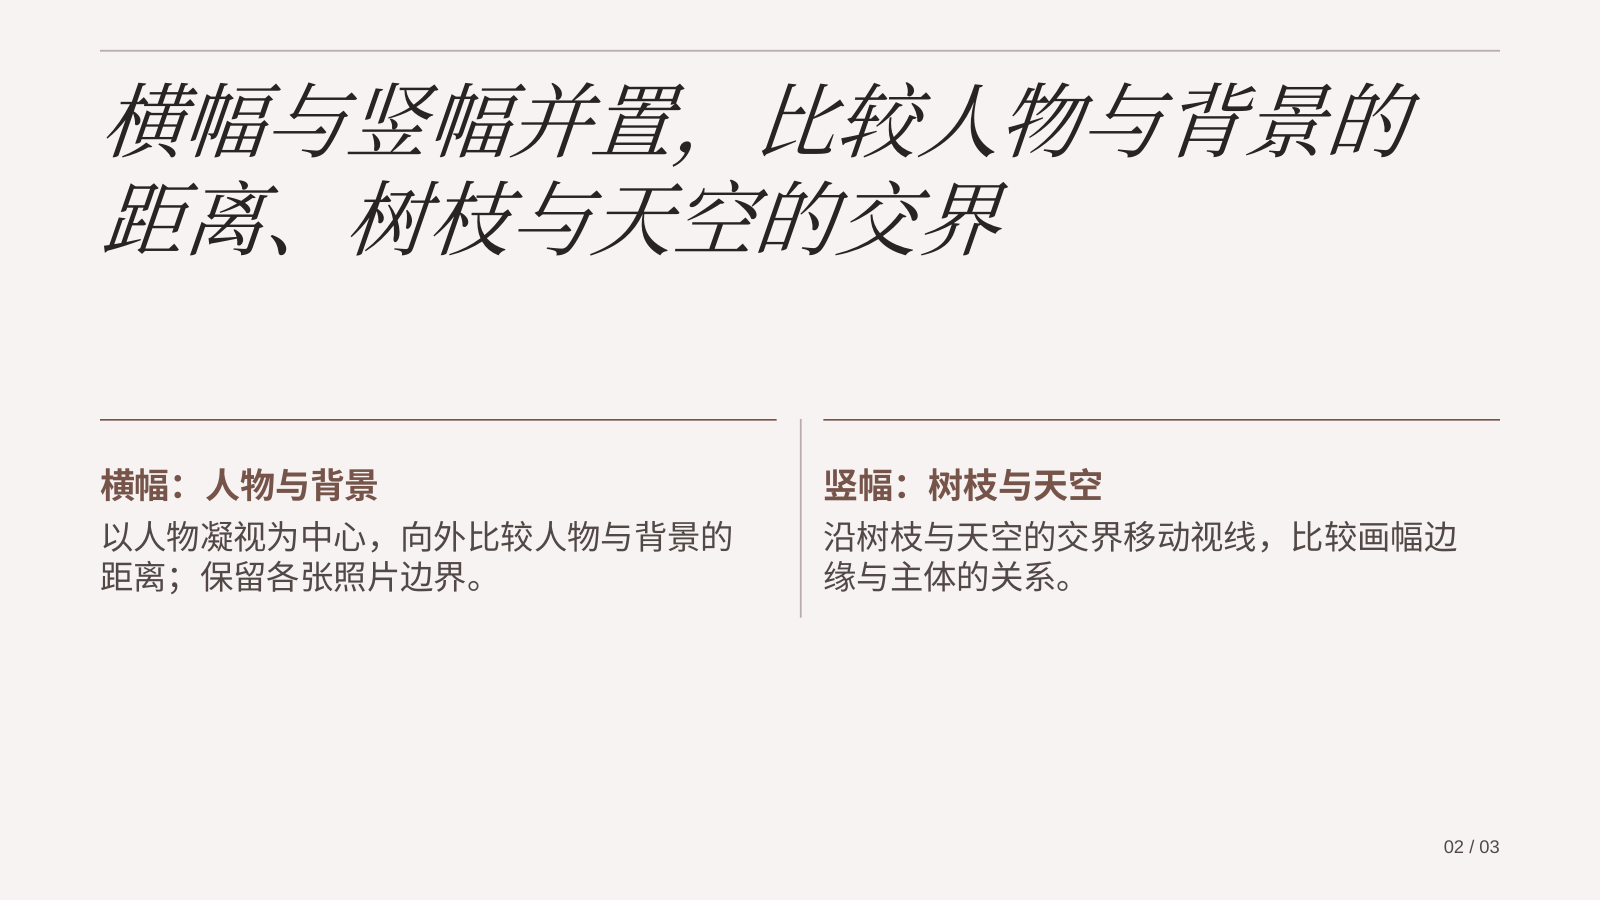 横幅与竖幅并置，比较人物与背景的
距离、树枝与天空的交界
横幅：人物与背景
以人物凝视为中心，向外比较人物与背景的
距离；保留各张照片边界。
竖幅：树枝与天空
沿树枝与天空的交界移动视线，比较画幅边
缘与主体的关系。
02 / 03